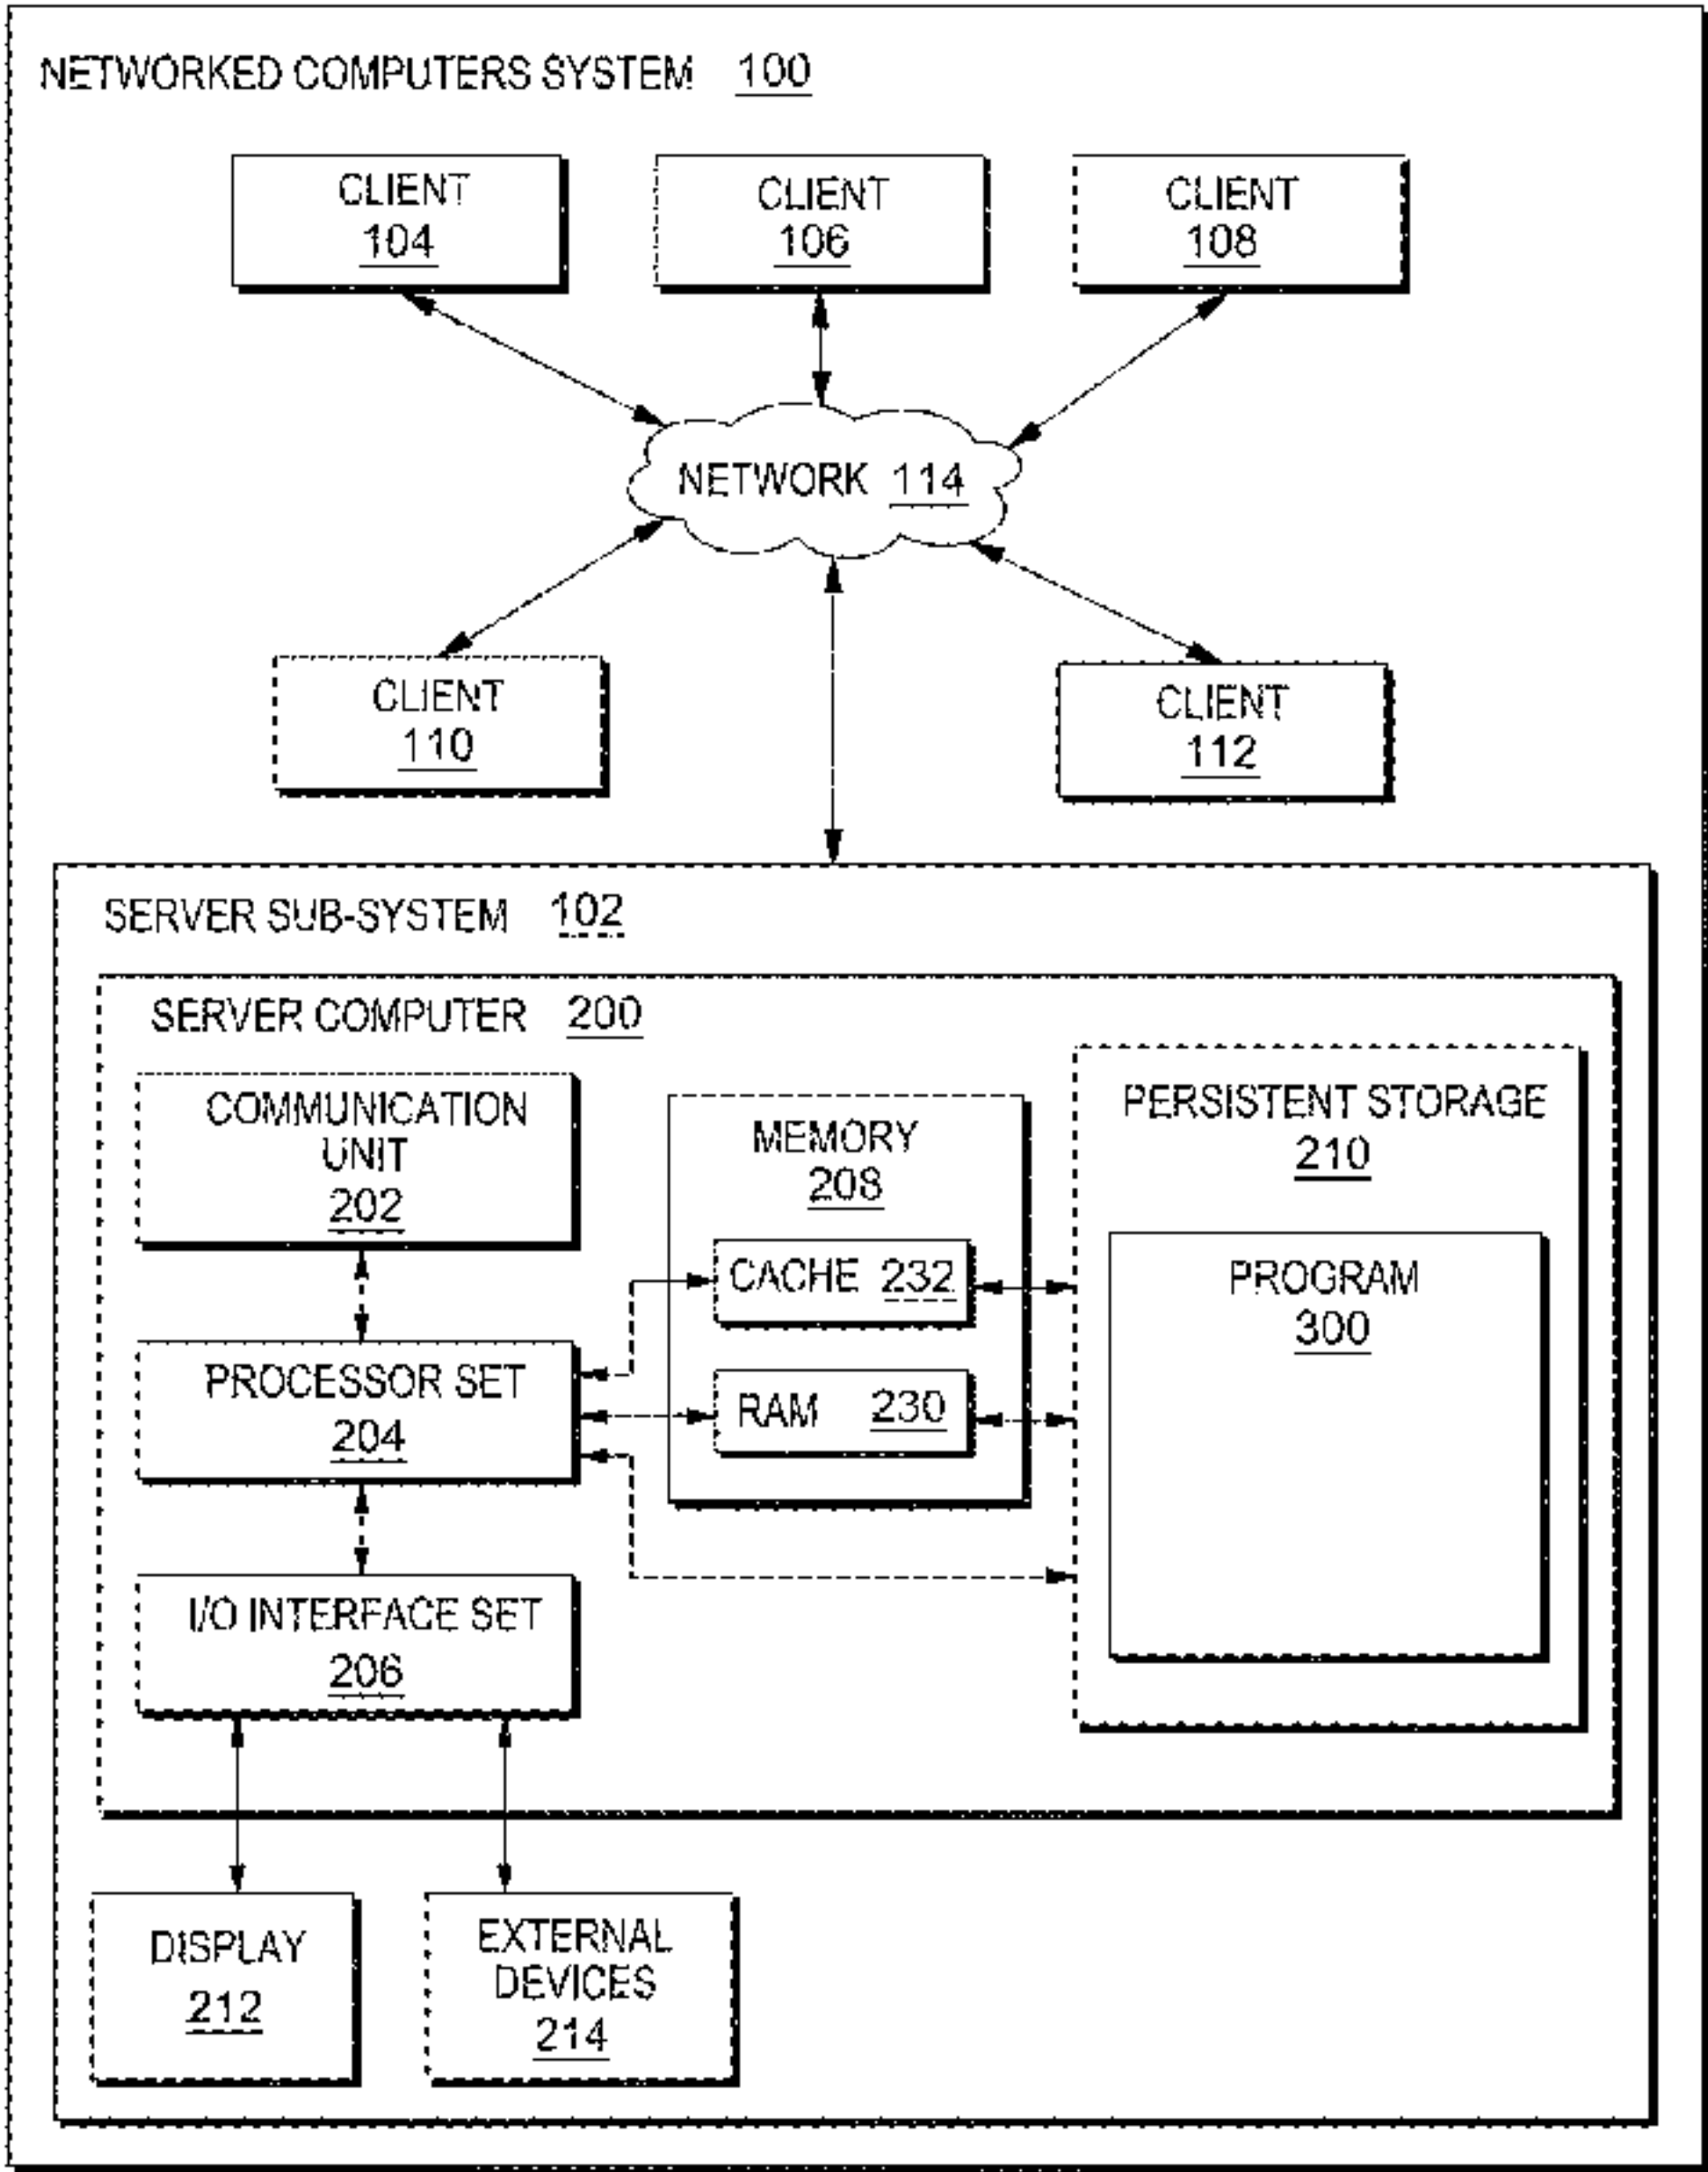 NETWORKED COMPUTERS SYSTEM 100
CLIENT
104
CLIENT
106
CLIENT
108
NETWORK 114
CLIENT
110
CLIENT
112
SERVER SUB-SYSTEM 102
SERVER COMPUTER 200
COMMUNICATION
UNIT
202
MEMORY
208
PERSISTENT STORAGE
210
CACHE 232
PROGRAM
300
PROCESSOR SET
204
RAM 230
I/O INTERFACE SET
206
DISPLAY
212
EXTERNAL
DEVICES
214